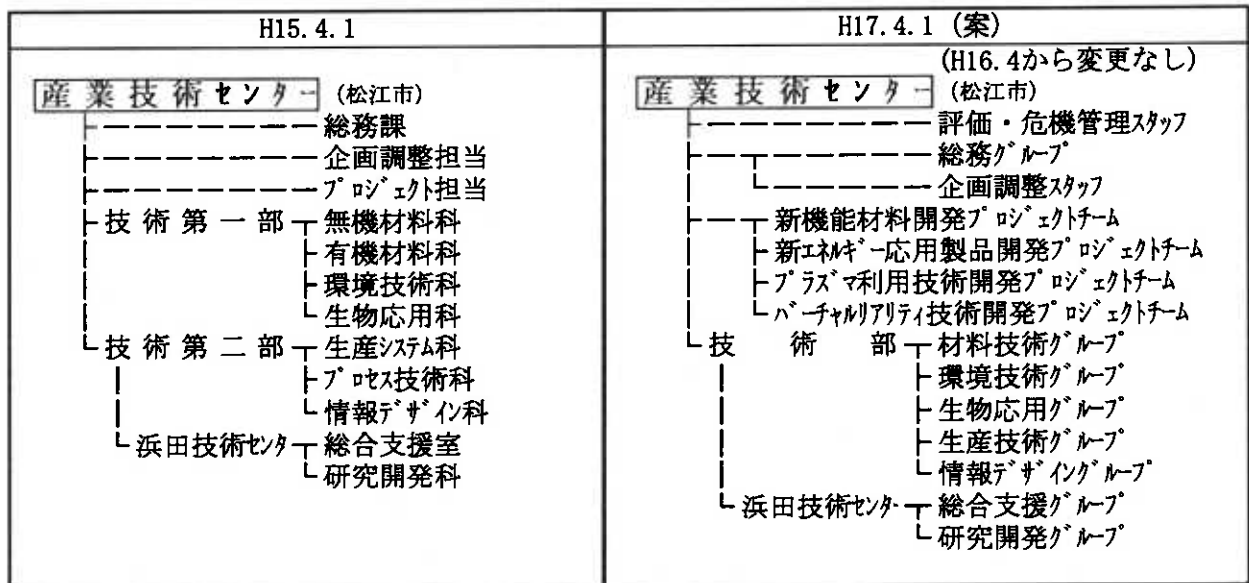 H15.4.1
産業技術センター (松江市)
総務課
企画調整担当
プロジェクト担当
技術第一部 無機材料科
有機材料科
環境技術科
生物応用科
技術第二部 生産システム科
プロセス技術科
情報デザイン科
浜田技術センタ 総合支援室
研究開発科
H17.4.1 (案)
(H16.4から変更なし)
産業技術センター (松江市)
評価・危機管理スタッフ
総務グループ
企画調整スタッフ
新機能材料開発プロジェクトチーム
新エネルギー応用製品開発プロジェクトチーム
プラズマ利用技術開発プロジェクトチーム
バーチャルリアリティ技術開発プロジェクトチーム
技術部 材料技術グループ
環境技術グループ
生物応用グループ
生産技術グループ
情報デザイングループ
浜田技術センター 総合支援グループ
研究開発グループ